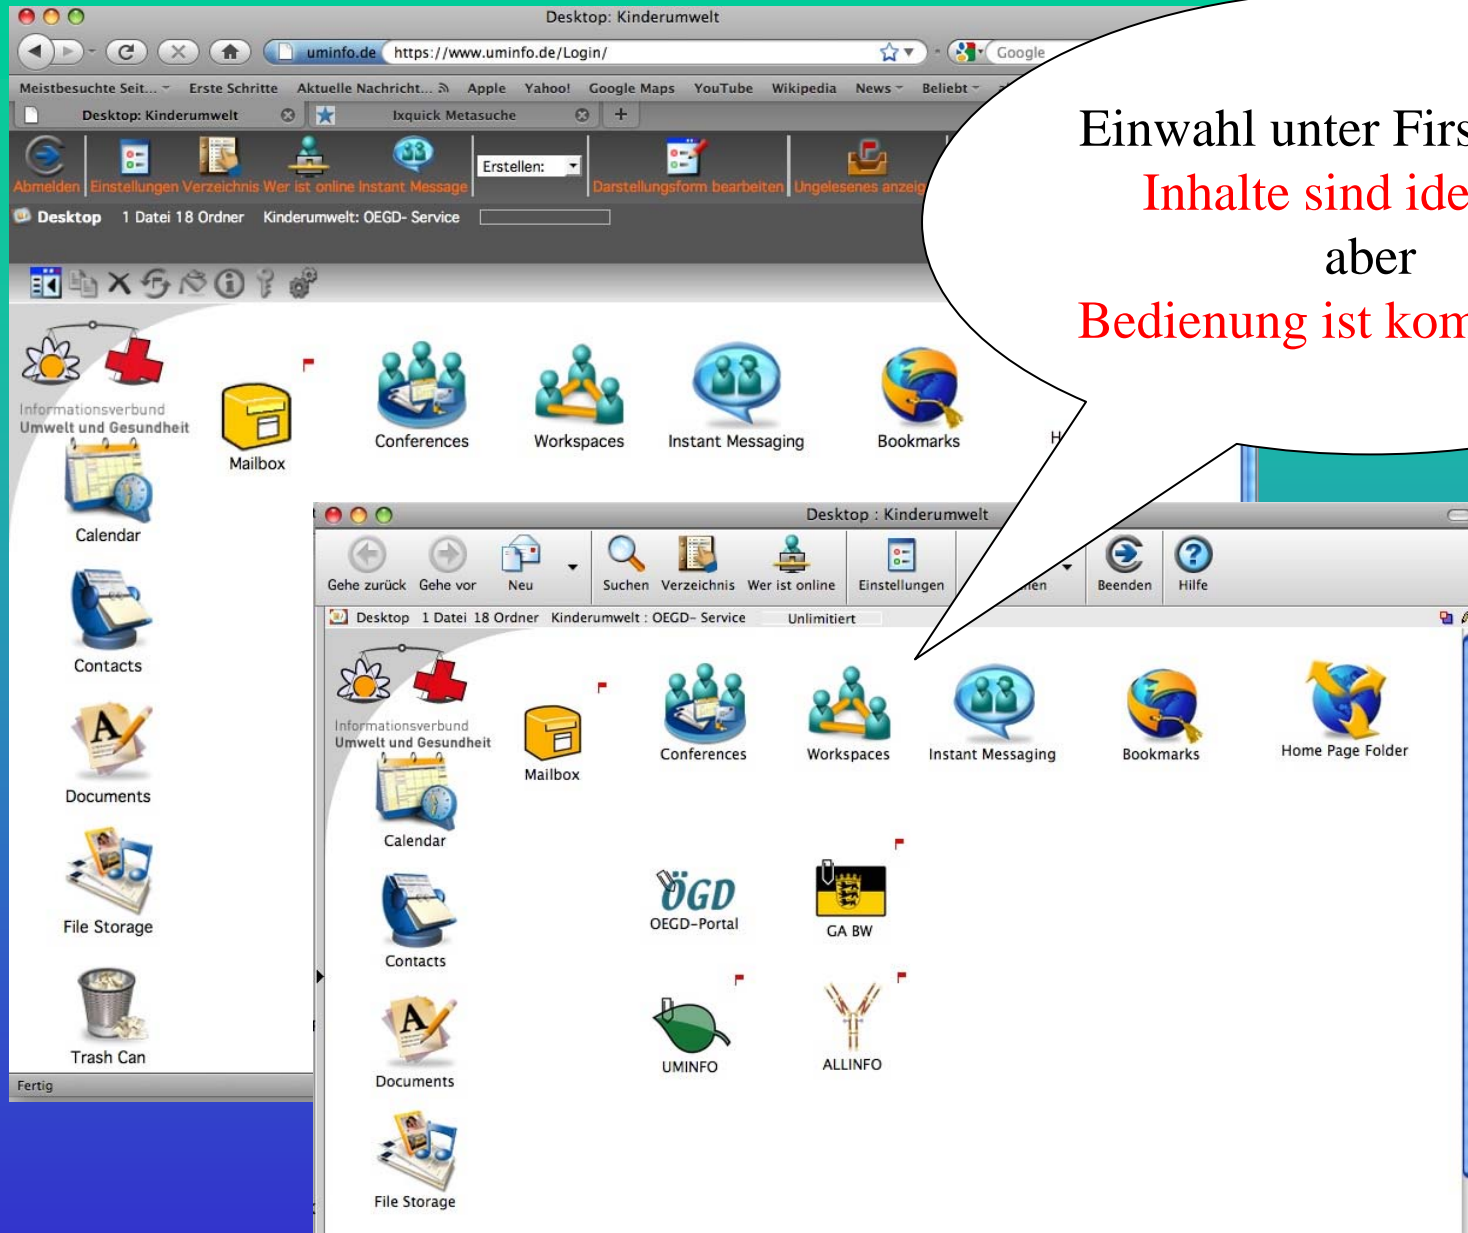 Desktop: Kinderumwelt
uminfo.de https://www.uminfo.de/Login/
Google
Meistbesuchte Seit... Erste Schritte Aktuelle Nachricht... Apple Yahoo! Google Maps YouTube Wikipedia News Beliebt
Desktop: Kinderumwelt Ixquick Metasuche +
Abmelden Einstellungen Verzeichnis Wer ist online Instant Message Erstellen: Darstellungsform bearbeiten Ungelesenes anzeig
Desktop 1 Datei 18 Ordner Kinderumwelt: OEGD- Service
Einwahl unter Firs
Inhalte sind ide
aber
Bedienung ist kom
Informationsverbund
Umwelt und Gesundheit
Mailbox
Conferences
Workspaces
Instant Messaging
Bookmarks
H
Calendar
Contacts
Documents
File Storage
Trash Can
Fertig
Desktop : Kinderumwelt
Gehe zurück Gehe vor Neu Suchen Verzeichnis Wer ist online Einstellungen Beenden Hilfe
Desktop 1 Datei 18 Ordner Kinderumwelt : OEGD- Service Unlimitiert
Informationsverbund
Umwelt und Gesundheit
Mailbox
Conferences
Workspaces
Instant Messaging
Bookmarks
Home Page Folder
Calendar
ÖGD
OEGD-Portal
GA BW
Contacts
UMINFO
ALLINFO
Documents
File Storage